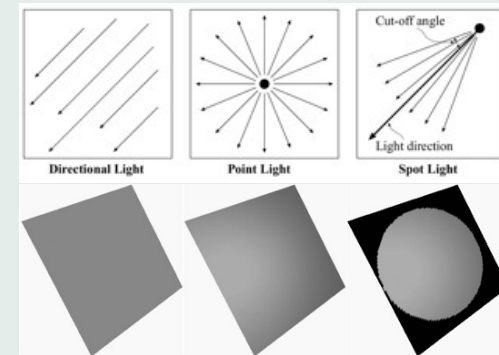 Cut-off angle
Light direction
Directional Light
Point Light
Spot Light